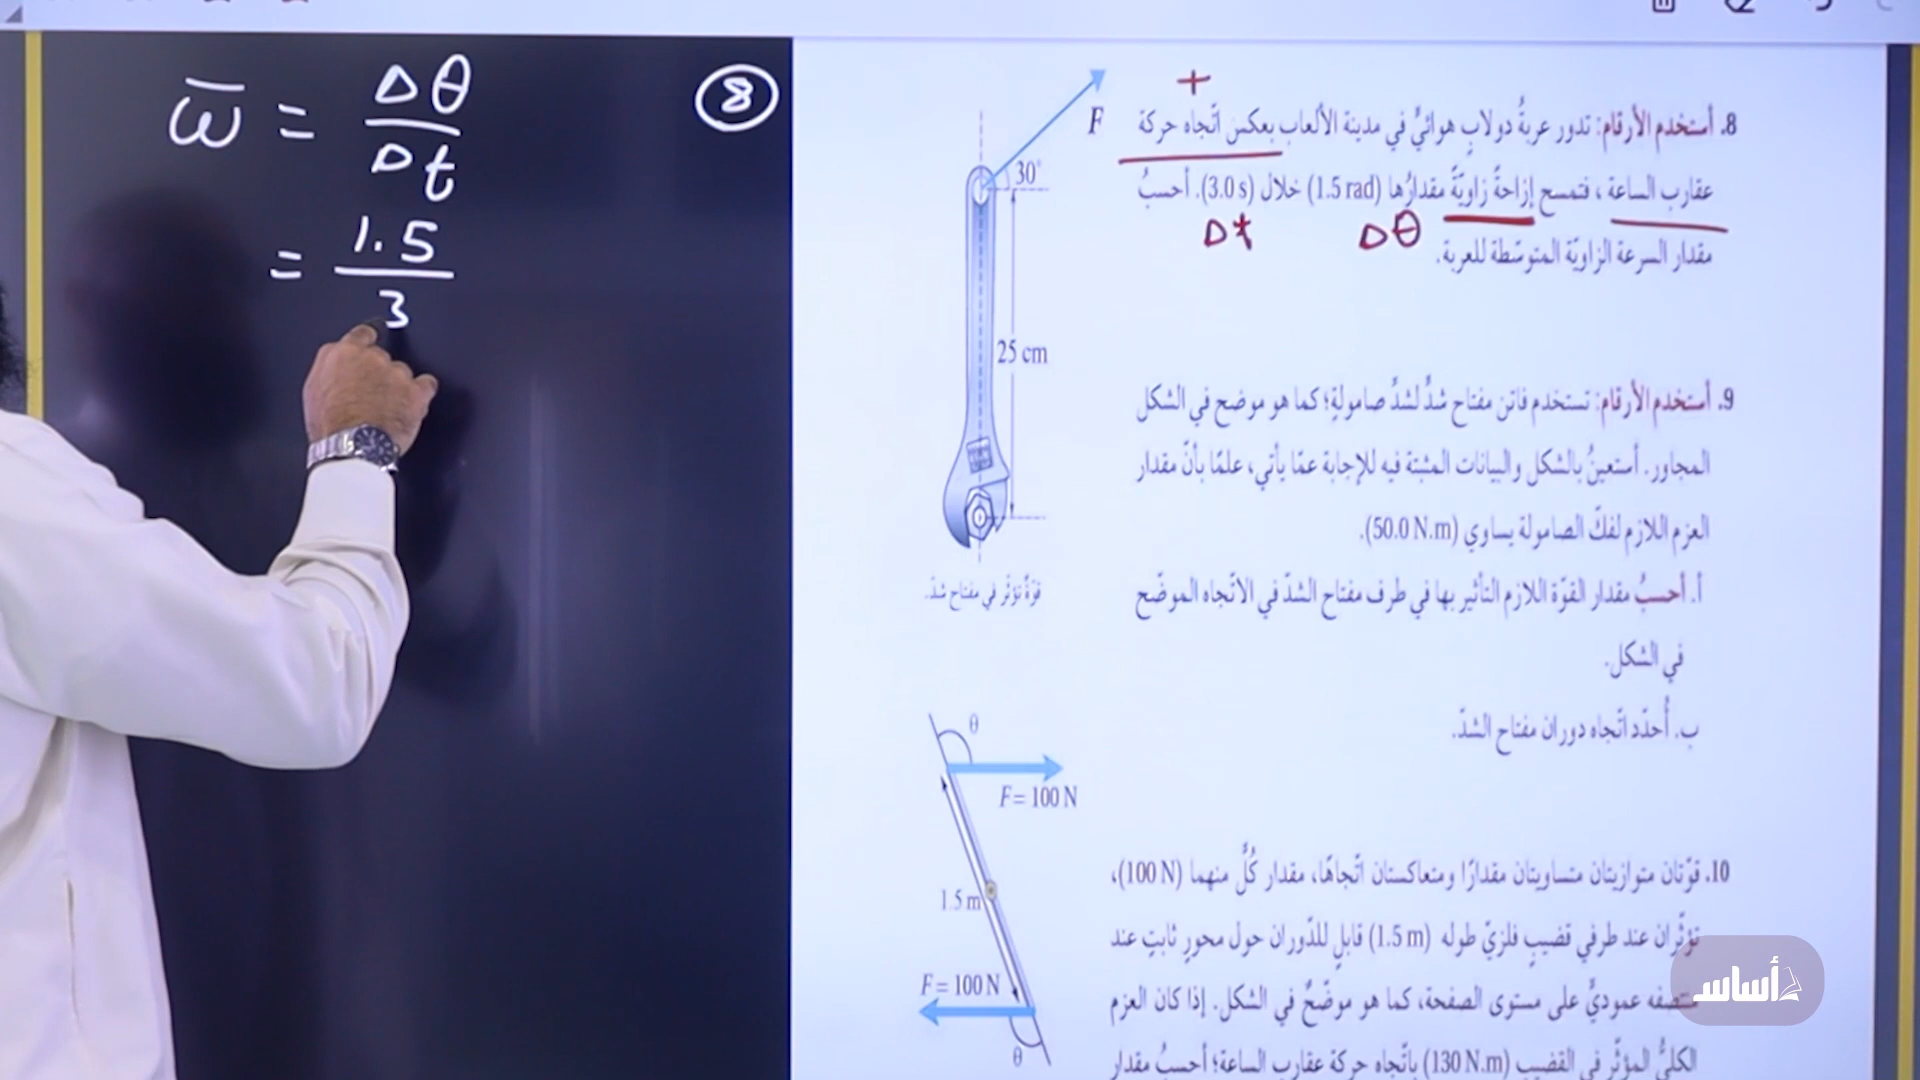 ω̄ = Δθ / Δt
= 1.5 / 3
⑧
+
8. أستخدم الأرقام: تدور عربةُ دولابٍ هوائيٍّ في مدينة الألعاب بعكس اتّجاه حركة
عقارب الساعة ، فتمسح إزاحةً زاويّةً مقدارُها (1.5 rad) خلال (3.0 s). أحسبُ
Δθ Δt
مقدار السرعة الزاويّة المتوسّطة للعربة.
F
30°
25 cm
قوّةٌ تؤثّر في مفتاح شدّ.
9. أستخدم الأرقام: تستخدم فاتن مفتاح شدٍّ لشدِّ صامولةٍ؛ كما هو موضح في الشكل
المجاور. أستعينُ بالشكل والبيانات المثبتة فيه للإجابة عمّا يأتي، علمًا بأنّ مقدار
العزم اللازم لفكّ الصامولة يساوي (50.0 N.m).
أ. أحسبُ مقدار القوّة اللازم التأثير بها في طرف مفتاح الشدّ في الاتّجاه الموضّح
في الشكل.
ب. أُحدّد اتّجاه دوران مفتاح الشدّ.
θ
F = 100 N
1.5 m
F = 100 N
θ
10. قوّتان متوازيتان متساويتان مقدارًا ومتعاكستان اتّجاهًا، مقدار كُلٍّ منهما (100 N)،
تؤثّران عند طرفي قضيبٍ فلزيّ طوله (1.5 m) قابلٍ للدّوران حول محورٍ ثابتٍ عند
منتصفه عموديٌّ على مستوى الصفحة، كما هو موضّحٌ في الشكل. إذا كان العزم
الكليُّ المؤثّر في القضيب (130 N.m) باتّجاه حركة عقارب الساعة؛ أحسبُ مقدار
أساس